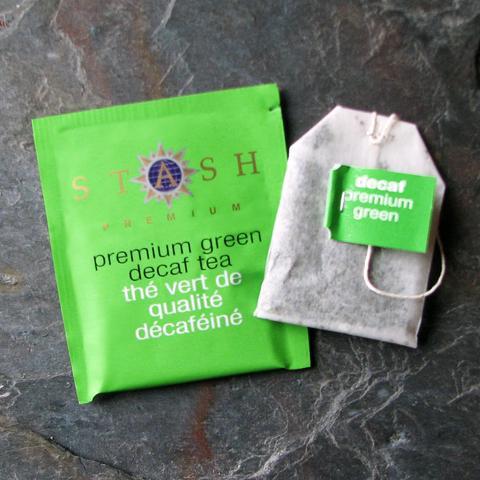 STASH
PREMIUM
premium green
decaf tea
thé vert de
qualité
décaféiné
decaf
premium
green